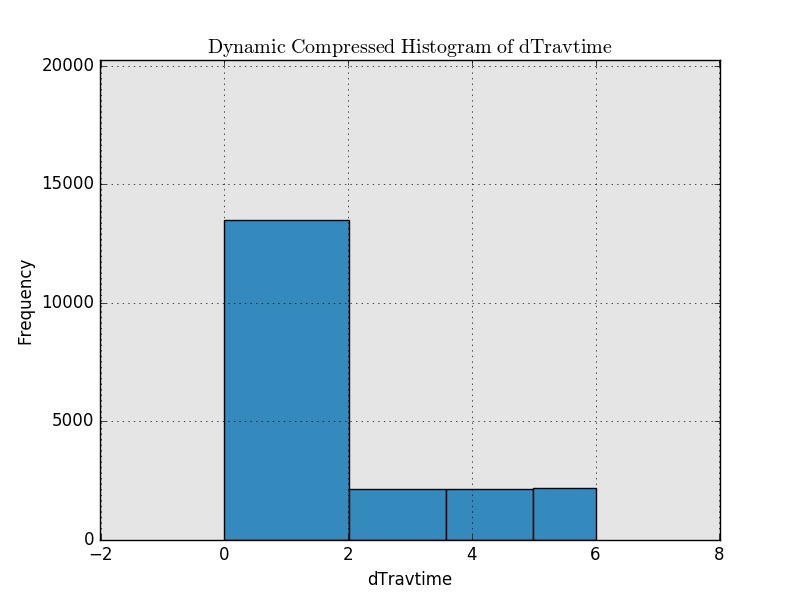 Dynamic Compressed Histogram of dTravtime
20000
15000
10000
5000
0
Frequency
−2 0 2 4 6 8
dTravtime